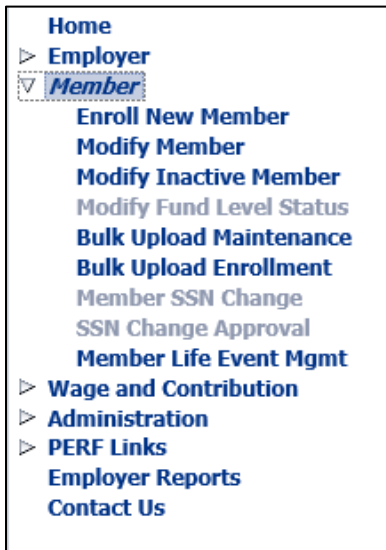 Home
Employer
Member
Enroll New Member
Modify Member
Modify Inactive Member
Modify Fund Level Status
Bulk Upload Maintenance
Bulk Upload Enrollment
Member SSN Change
SSN Change Approval
Member Life Event Mgmt
Wage and Contribution
Administration
PERF Links
Employer Reports
Contact Us